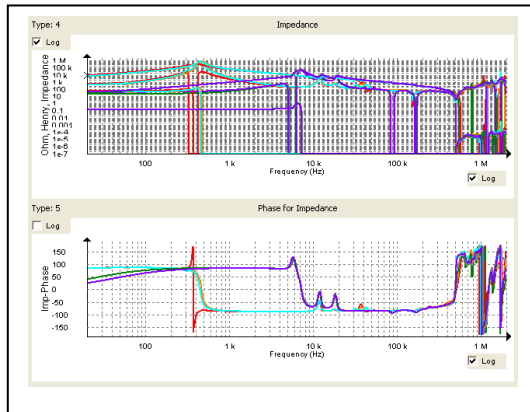 Type: 4
Impedance
Log
Ohm, Henry, Impedance
1 M
100 k
10 k
1 k
100
10
1
0.1
0.01
0.001
1e-4
1e-5
1e-6
1e-7
100
1 k
10 k
100 k
1 M
Frequency (Hz)
Log
Type: 5
Phase for Impedance
Log
Imp-Phase
150
100
50
-50
-100
-150
100
1 k
10 k
100 k
1 M
Frequency (Hz)
Log